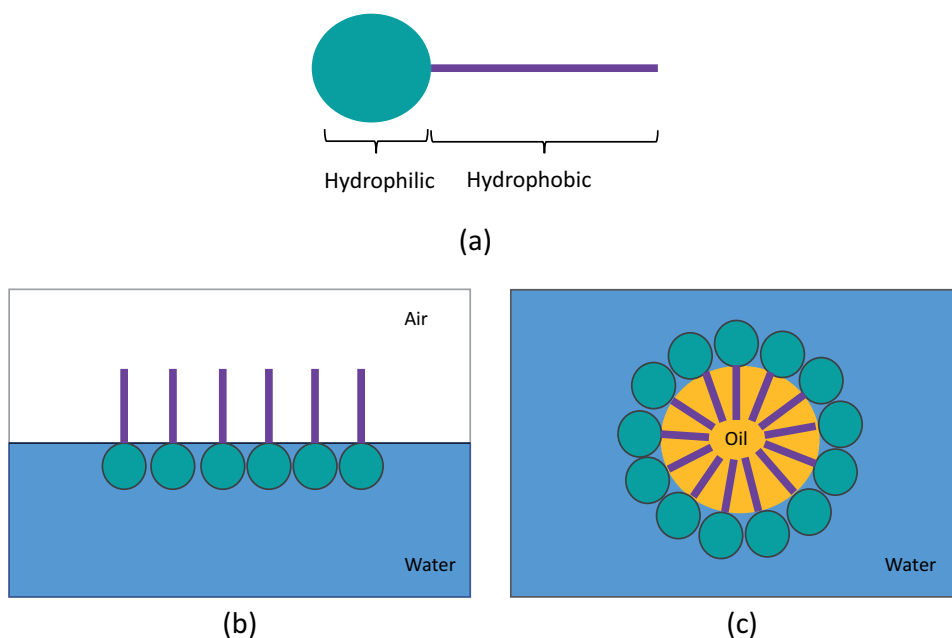 Hydrophilic
Hydrophobic
(a)
Air
Water
(b)
Oil
Water
(c)